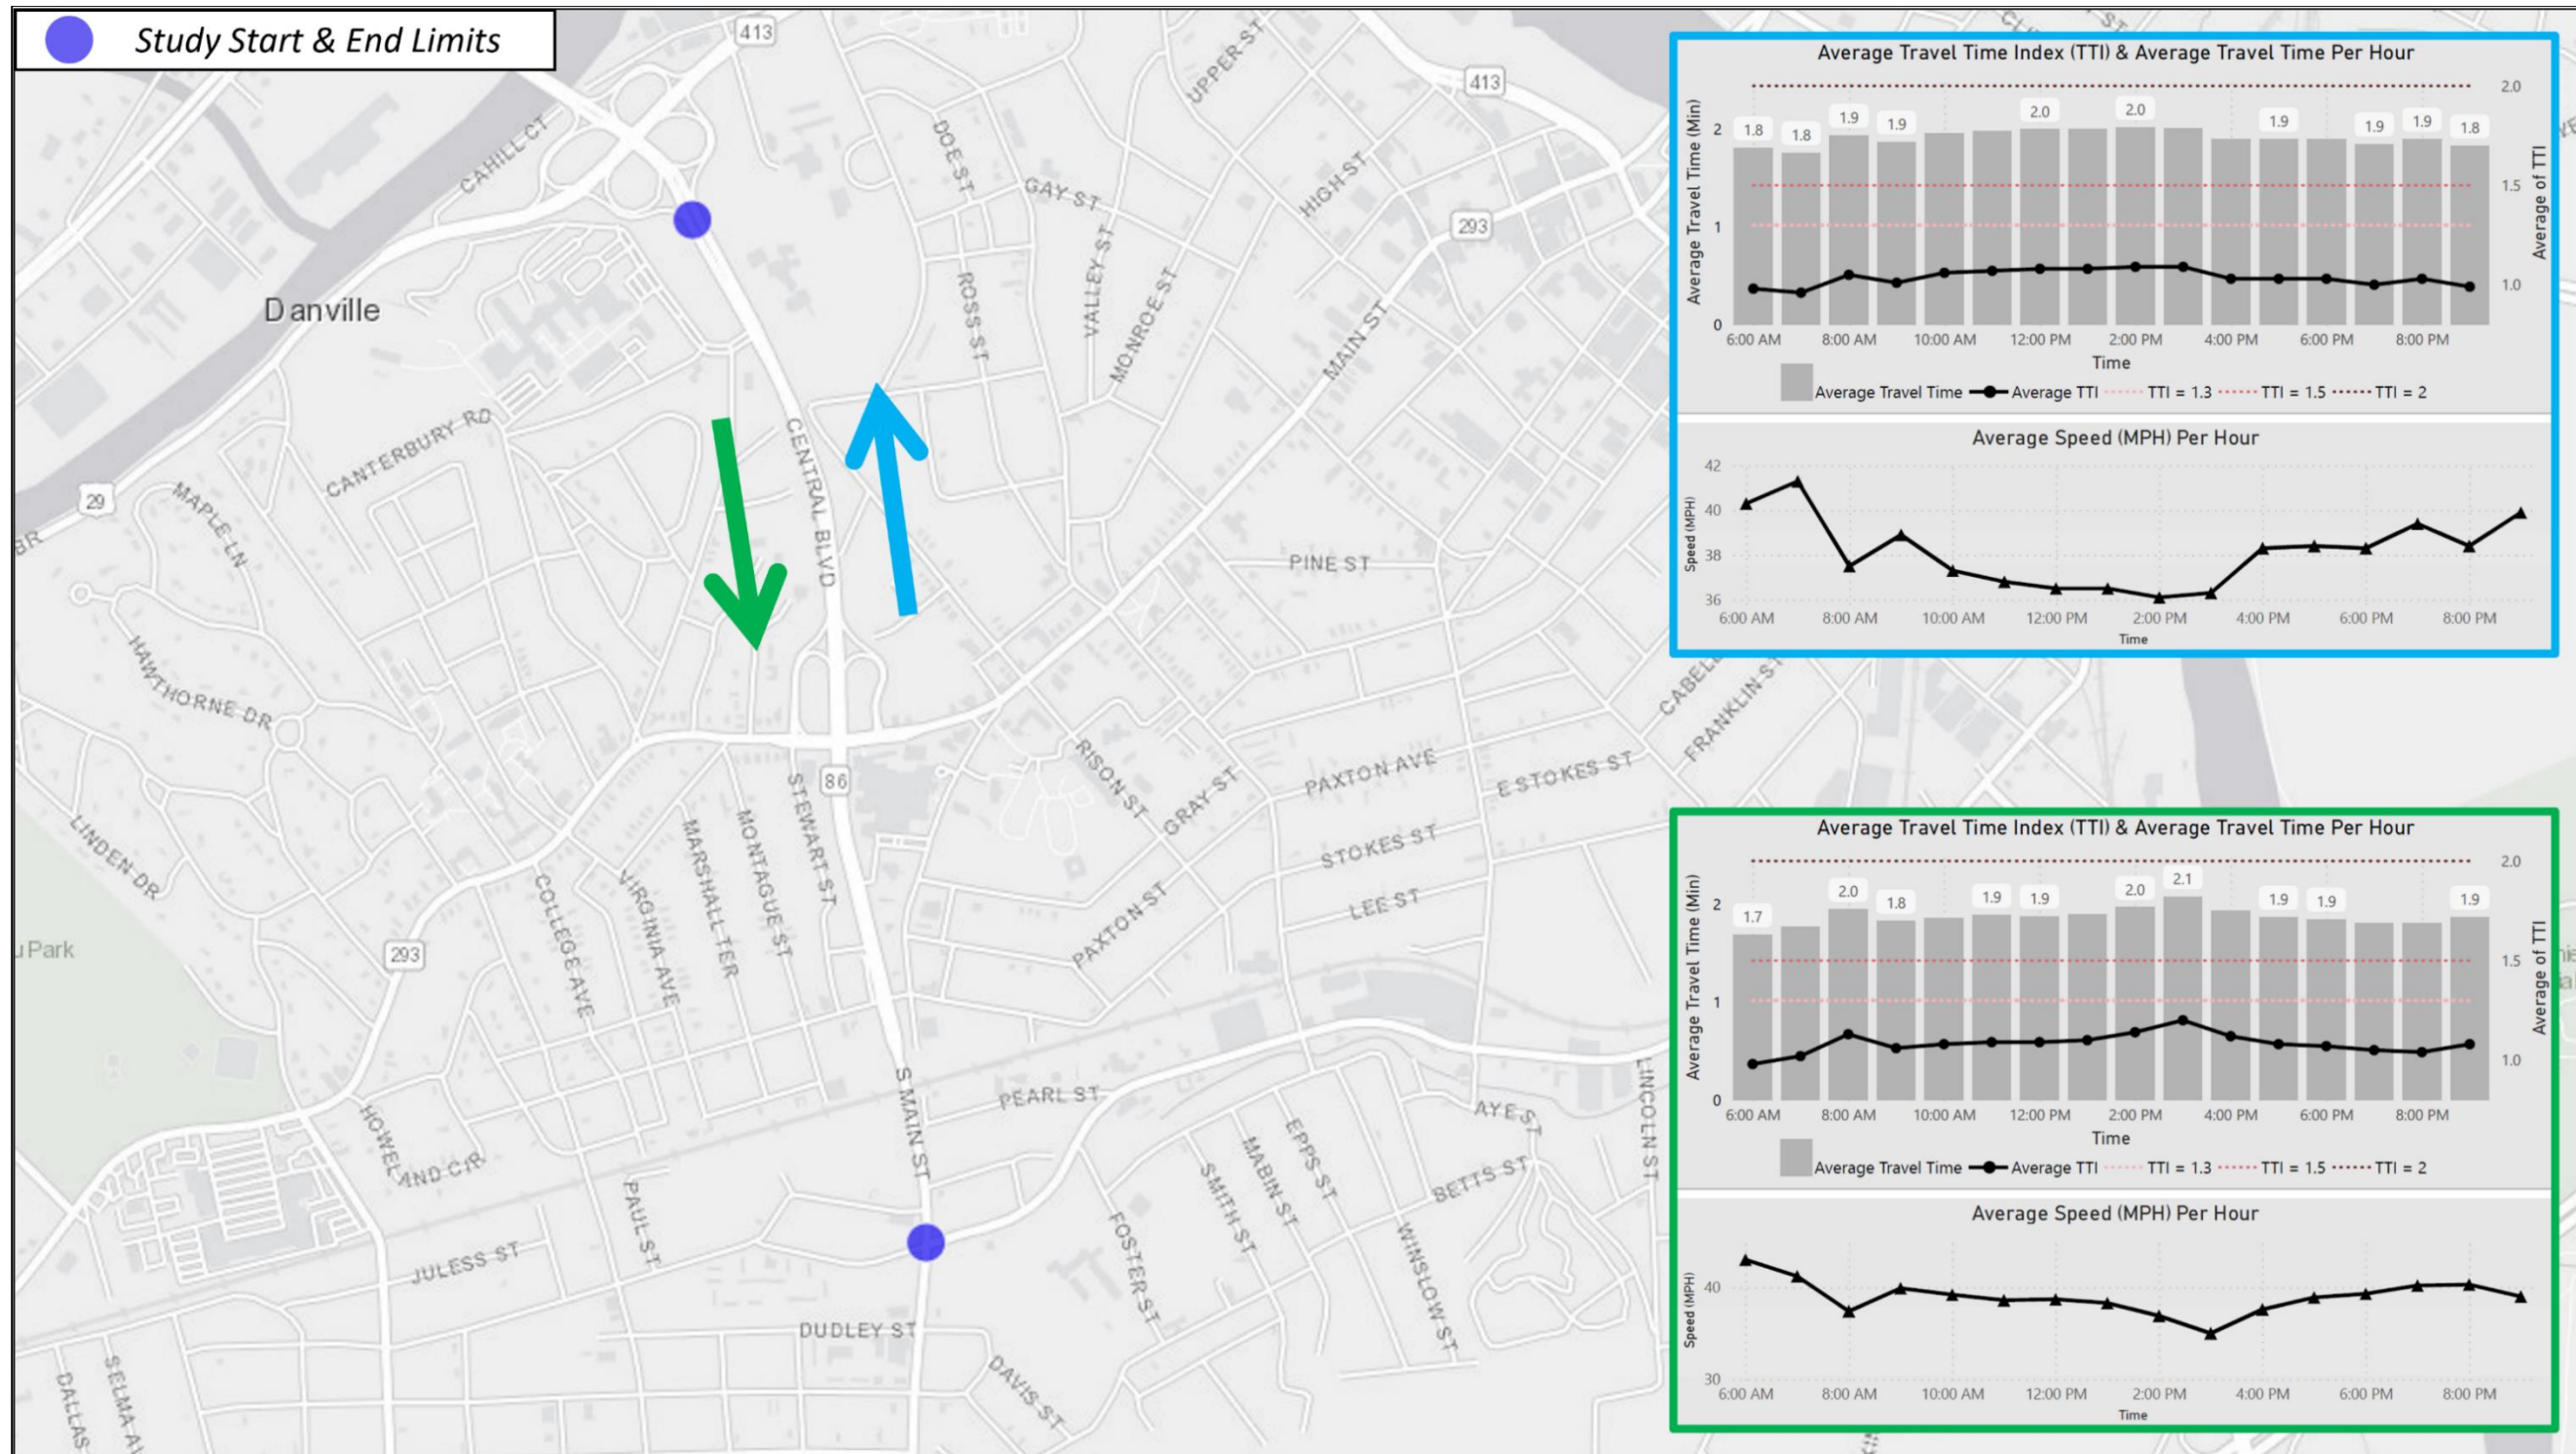 Study Start & End Limits
413
413
UPPER ST
CAHILL CT
DOE ST
GAY ST
HIGH ST
293
VALLEY ST
MONROE ST
ROSS ST
MAIN ST
Danville
CANTERBURY RD
CENTRAL BLVD
29
MAPLE LN
PINE ST
HAWTHORNE DR
FRANKLIN ST
RISON ST
GRAY ST
PAXTON AVE
E STOKES ST
86
STEWART ST
MONTAGUE ST
MARSHALL TER
VIRGINIA AVE
COLLEGE AVE
LINDEN DR
STOKES ST
LEE ST
PAXTON ST
293
Park
S MAIN ST
PEARL ST
LINCOLN ST
HOWELAND CIR
PAUL ST
EPPS ST
MABIN ST
SMITH ST
BETTS ST
FOSTER ST
WINSLOW ST
JULESS ST
DUDLEY ST
DAVIS ST
DALLAS
SELMA AV
Average Travel Time Index (TTI) & Average Travel Time Per Hour
Average Travel Time (Min)
2
1
0
1.8
1.8
1.9
1.9
2.0
2.0
1.9
1.9
1.9
1.8
2.0
1.5
1.0
Average of TTI
6:00 AM 8:00 AM 10:00 AM 12:00 PM 2:00 PM 4:00 PM 6:00 PM 8:00 PM
Time
Average Travel Time Average TTI TTI = 1.3 TTI = 1.5 TTI = 2
Average Speed (MPH) Per Hour
Speed (MPH)
42
40
38
36
6:00 AM 8:00 AM 10:00 AM 12:00 PM 2:00 PM 4:00 PM 6:00 PM 8:00 PM
Time
Average Travel Time Index (TTI) & Average Travel Time Per Hour
Average Travel Time (Min)
2
1
0
1.7
2.0
1.8
1.9
1.9
2.0
2.1
1.9
1.9
1.9
2.0
1.5
1.0
Average of TTI
6:00 AM 8:00 AM 10:00 AM 12:00 PM 2:00 PM 4:00 PM 6:00 PM 8:00 PM
Time
Average Travel Time Average TTI TTI = 1.3 TTI = 1.5 TTI = 2
Average Speed (MPH) Per Hour
Speed (MPH)
40
30
6:00 AM 8:00 AM 10:00 AM 12:00 PM 2:00 PM 4:00 PM 6:00 PM 8:00 PM
Time